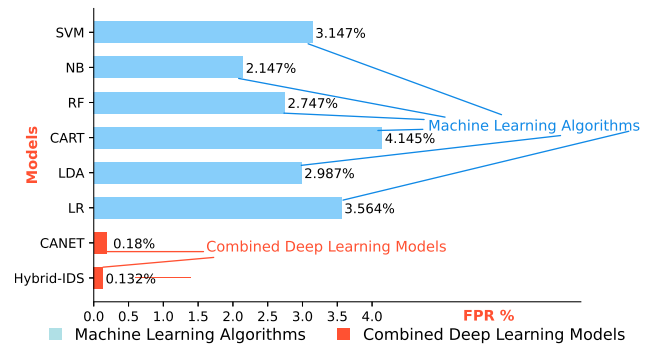 SVM 3.147%
NB 2.147%
RF 2.747%
Machine Learning Algorithms
CART 4.145%
LDA 2.987%
LR 3.564%
CANET 0.18%
Combined Deep Learning Models
Hybrid-IDS 0.132%
Models
0.0 0.5 1.0 1.5 2.0 2.5 3.0 3.5 4.0 FPR %
Machine Learning Algorithms Combined Deep Learning Models